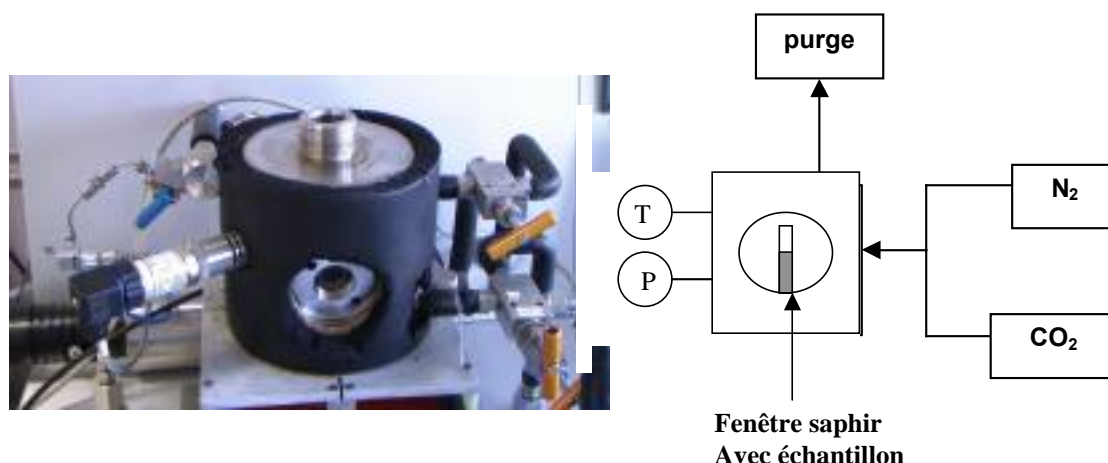 purge
T
N₂
P
CO₂
Fenêtre saphir
Avec échantillon